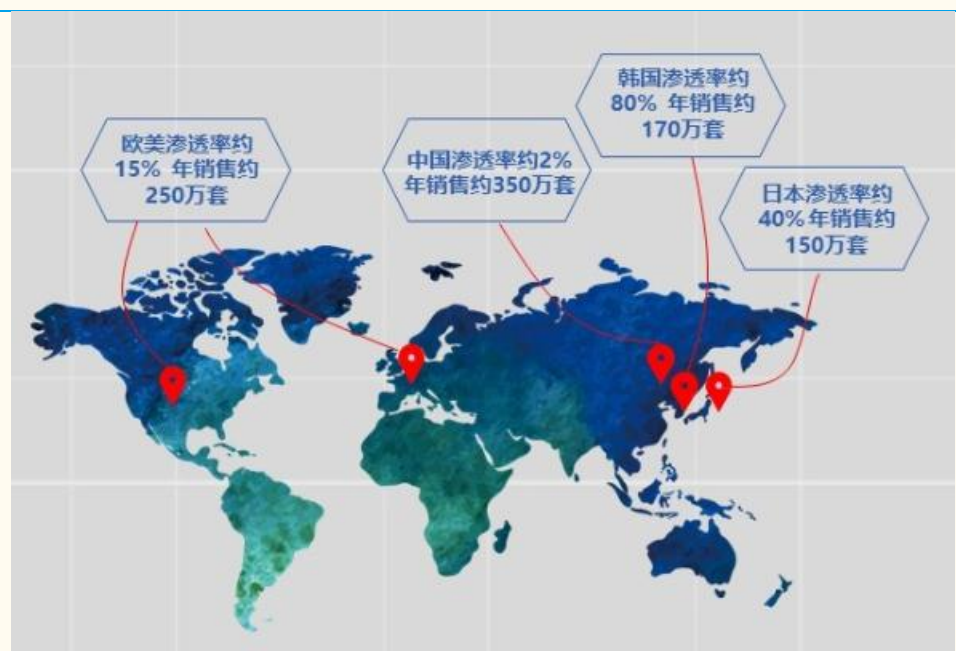 欧美渗透率约
15% 年销售约
250万套
中国渗透率约2%
年销售约350万套
韩国渗透率约
80% 年销售约
170万套
日本渗透率约
40%年销售约
150万套